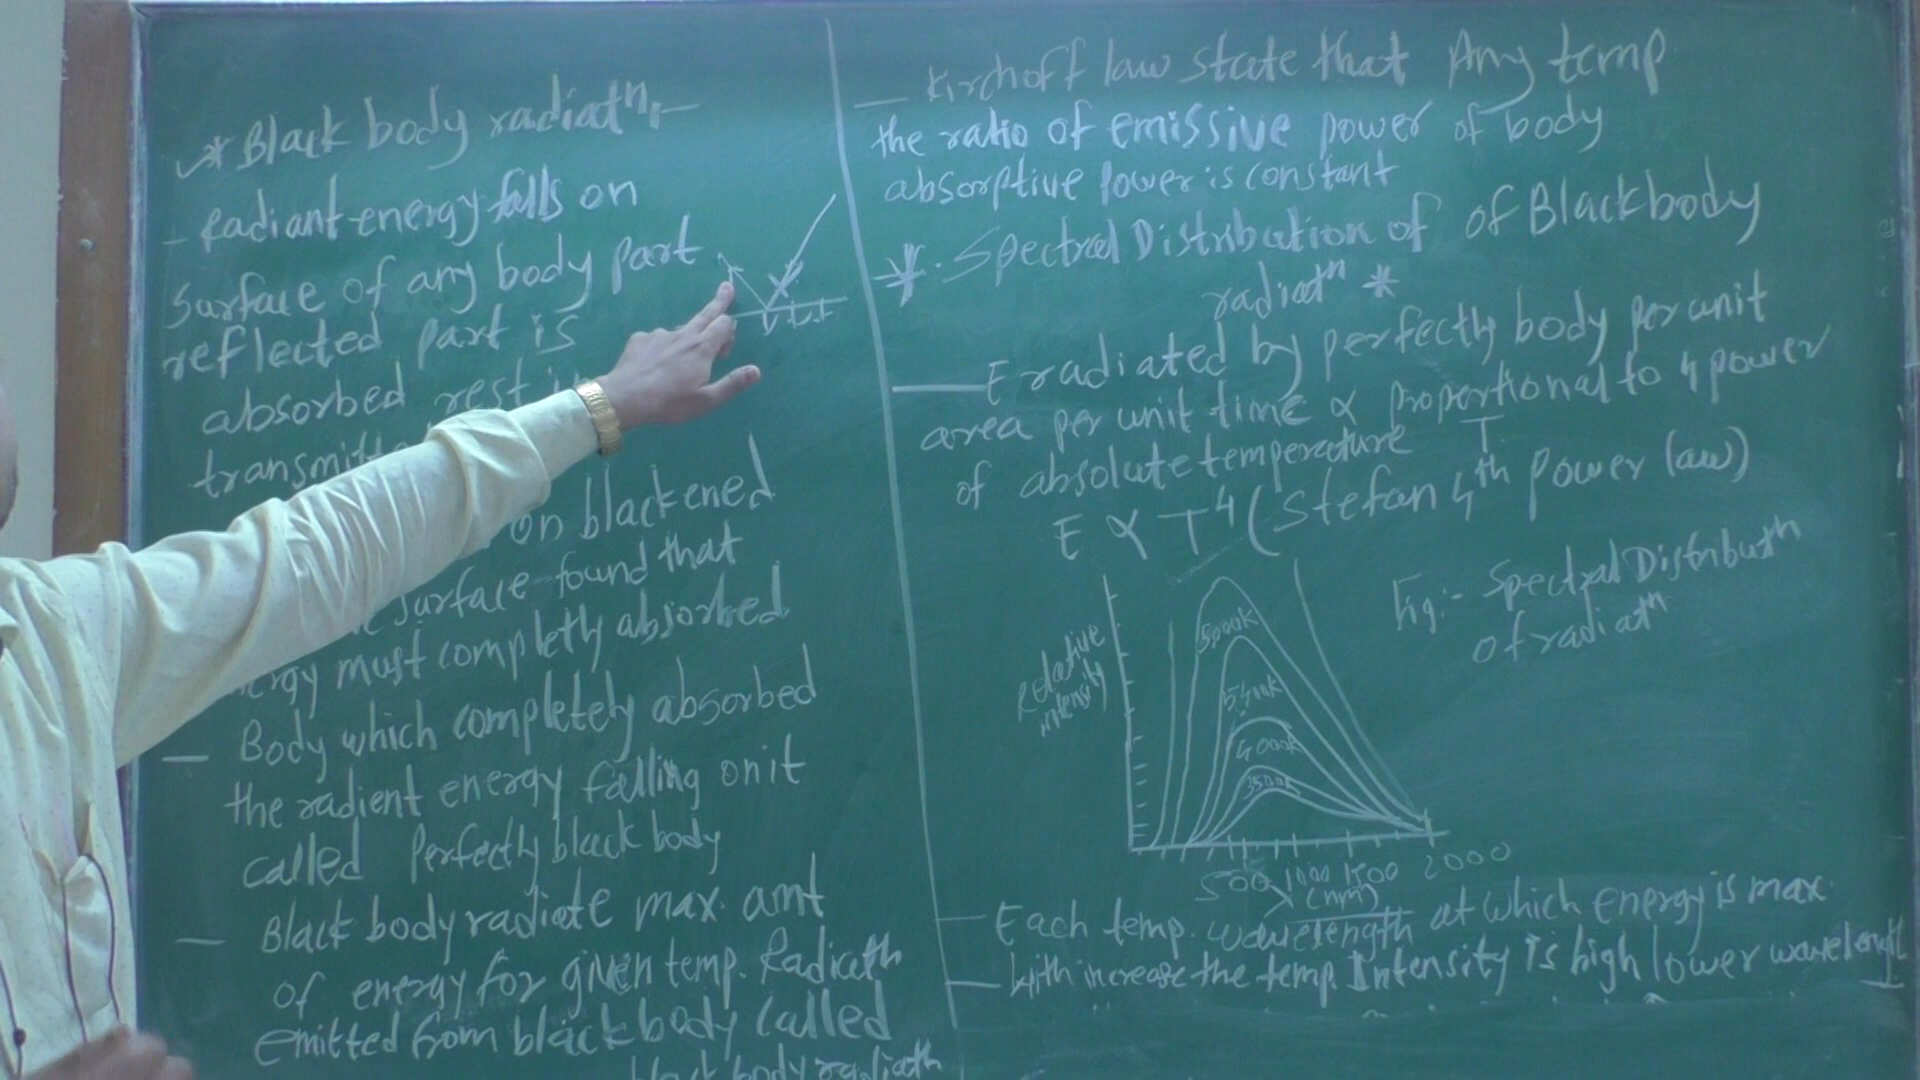 * Black body radiatn:-
- Radiant energy falls on
Surface of any body part
reflected part is
absorbed rest
transmitte
on blackened
surface found that
ergy must completly absorbed
— Body which completely absorbed
the radient energy falling on it
called Perfectly black body
— Black body radiate max. amt
of energy for given temp. Radiatn
emitted from black body called
black body radiatn
— Kirchoff law state that Any temp
the ratio of emissive power of body
absorptive power is constant
* . Spectral Distribution of of Blackbody
radiatn *
— E radiated by perfectly body per unit
area per unit time ∝ proportional to 4 power
of absolute temperature T.
E ∝ T⁴ (Stefan 4th power law)
Fig:- Spectral Distributn
of radiatn
Relative
intensity
5000k
4000k
3500k
500 1000 1500 2000
λ (nm)
— Each temp. wavelength at which energy is max.
— with increase the temp. Intensity is high lower wavelength